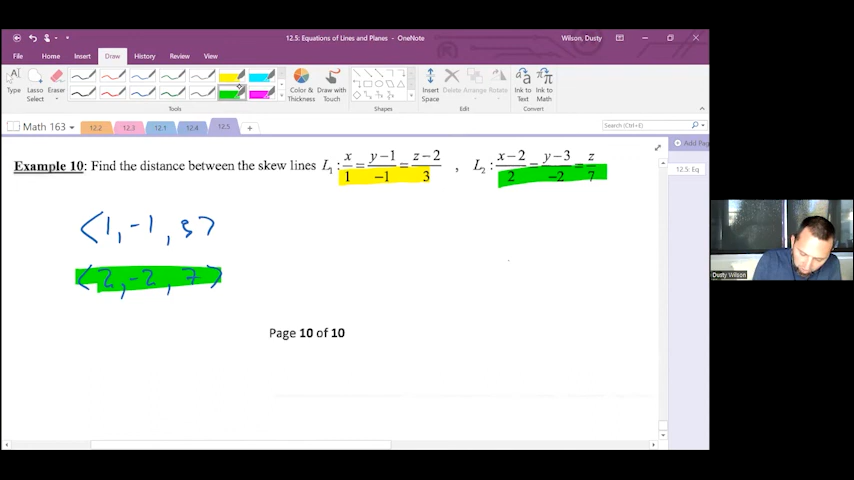 12.5: Equations of Lines and Planes - OneNote
Wilson, Dusty
File Home Insert Draw History Review View
Type
Lasso Select
Eraser
Color & Thickness
Draw with Touch
Insert Space
Delete Arrange Rotate
Ink to Text
Ink to Math
Tools
Shapes
Edit
Convert
Math 163
12.2 12.3 12.1 12.4 12.5 +
Search (Ctrl+E)
Add Pag
12.5: Eq
Example 10: Find the distance between the skew lines L₁: x/1 = (y−1)/−1 = (z−2)/3 , L₂: (x−2)/2 = (y−3)/−2 = z/7
<1, -1, 3>
<2, -2, 7>
Page 10 of 10
Dusty Wilson